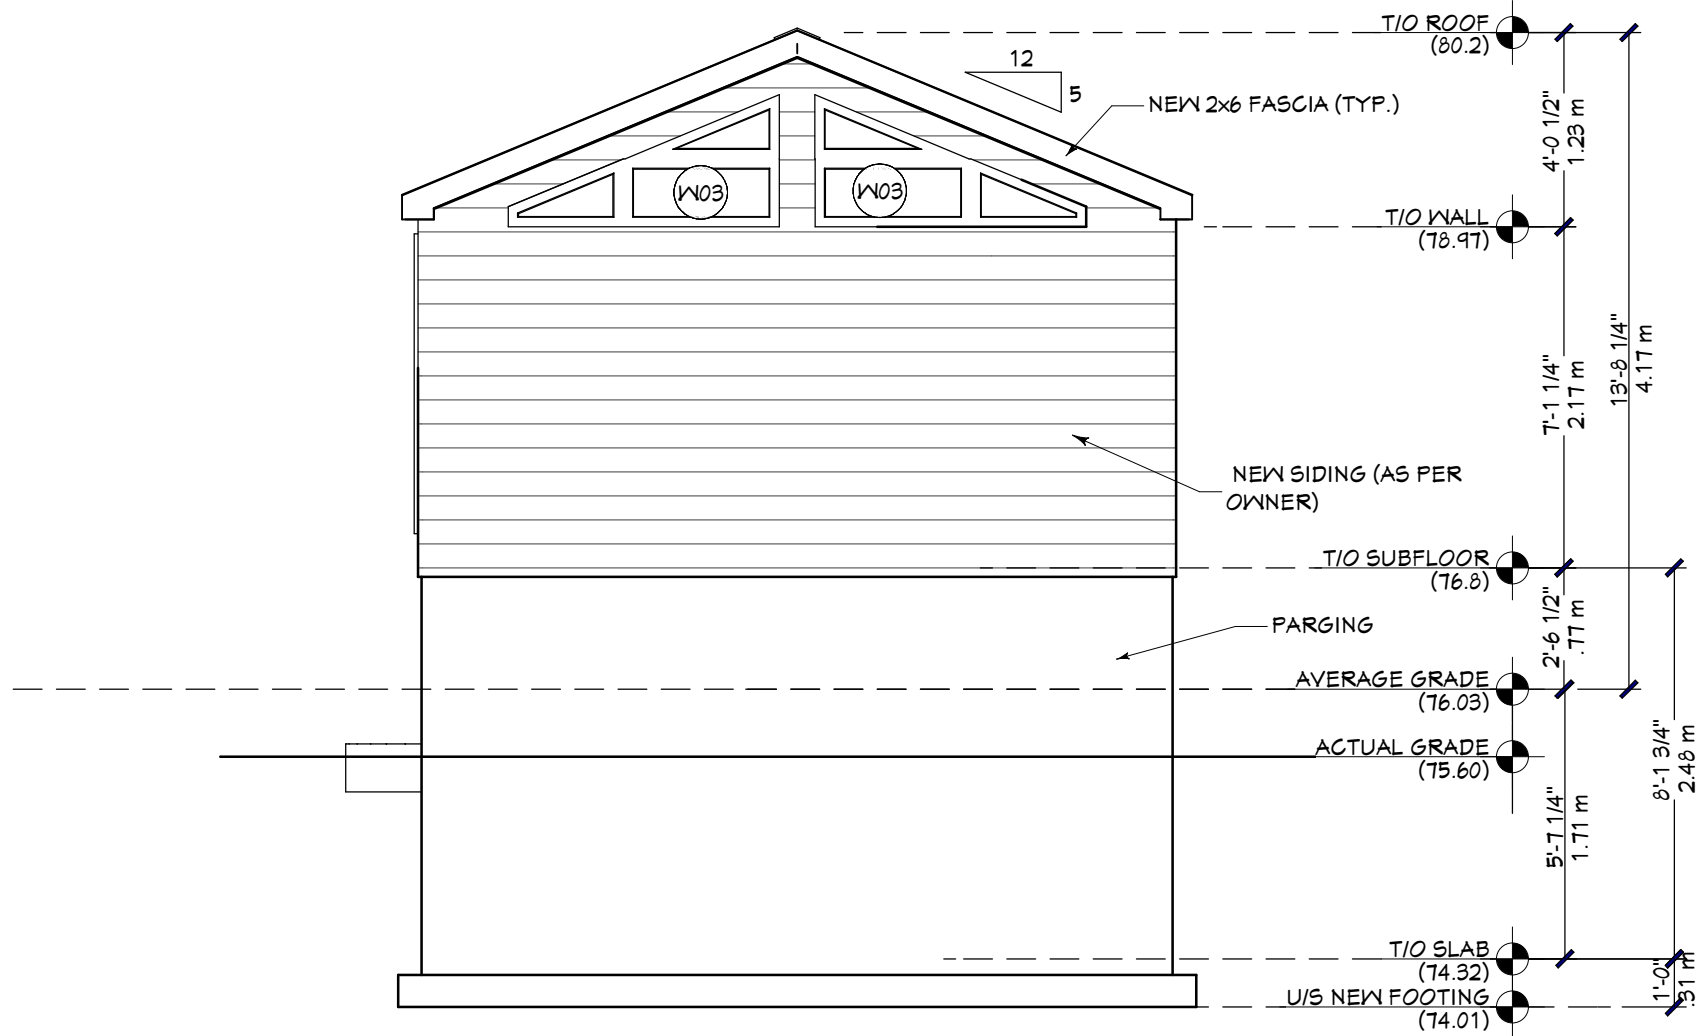 T/O ROOF
(80.2)
12
5
NEW 2x6 FASCIA (TYP.)
4'-0 1/2"
1.23 m
W03
W03
T/O WALL
(78.97)
13'-8 1/4"
4.17 m
7'-1 1/4"
2.17 m
NEW SIDING (AS PER
OWNER)
T/O SUBFLOOR
(76.8)
2'-6 1/2"
.77 m
PARGING
AVERAGE GRADE
(76.03)
8'-1 3/4"
2.48 m
ACTUAL GRADE
(75.60)
5'-7 1/4"
1.71 m
T/O SLAB
(74.32)
1'-0"
.31 m
U/S NEW FOOTING
(74.01)